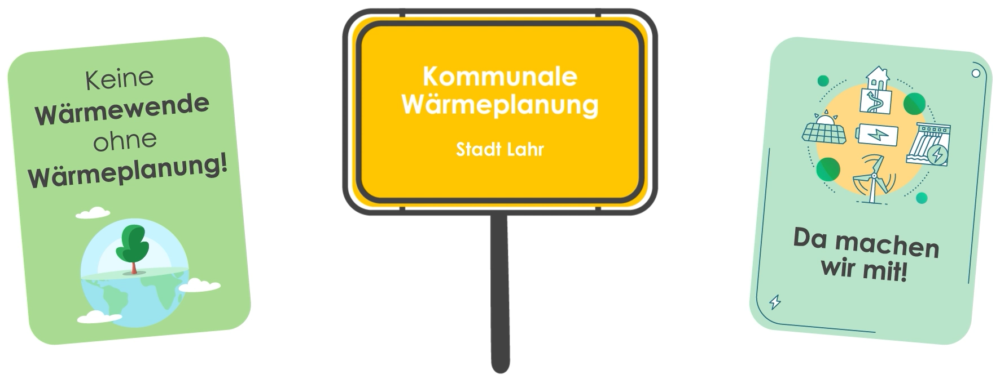 Keine
Wärmewende
ohne
Wärmeplanung!
Kommunale
Wärmeplanung
Stadt Lahr
Da machen
wir mit!